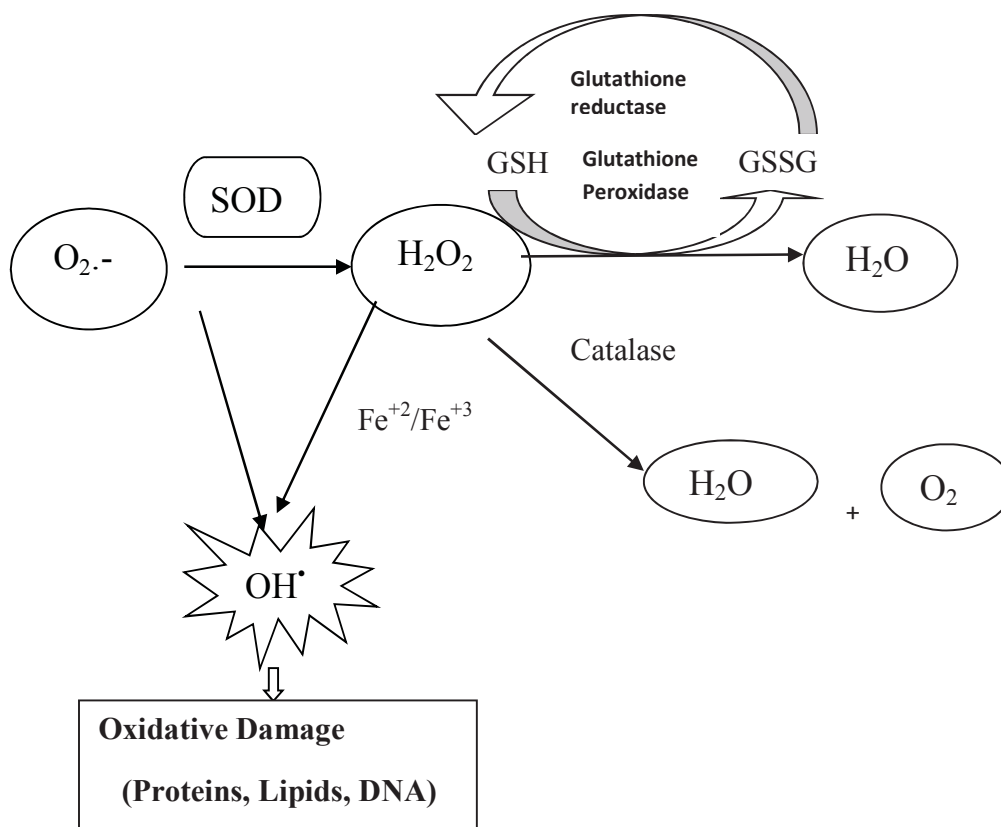 Glutathione
reductase
GSH
Glutathione
Peroxidase
GSSG
SOD
O₂·-
H₂O₂
H₂O
Catalase
Fe⁺²/Fe⁺³
H₂O
+
O₂
OH•
Oxidative Damage
(Proteins, Lipids, DNA)